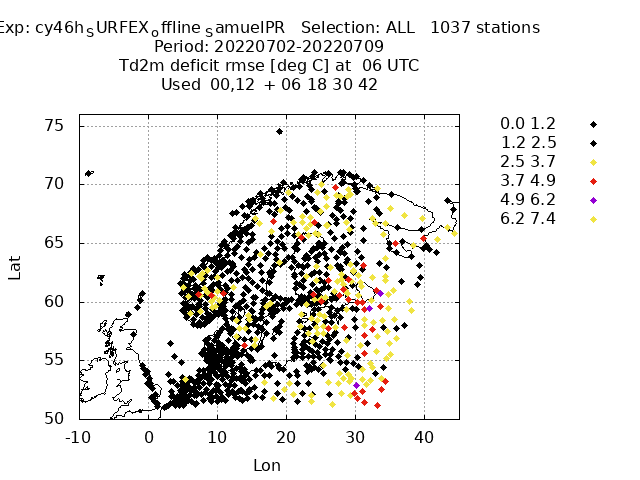 Exp: cy46h_SURFEX_offline_SamuelPR Selection: ALL 1037 stations
Period: 20220702-20220709
Td2m deficit rmse [deg C] at 06 UTC
Used 00,12 + 06 18 30 42
0.0 1.2
1.2 2.5
2.5 3.7
3.7 4.9
4.9 6.2
6.2 7.4
75
70
65
60
55
50
Lat
-10 0 10 20 30 40
Lon